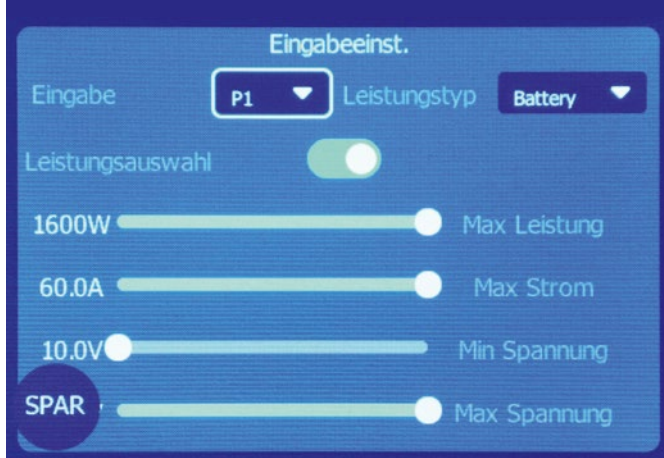 Eingabeeinst.
Eingabe P1 Leistungstyp Battery
Leistungsauswahl
1600W Max Leistung
60.0A Max Strom
10.0V Min Spannung
SPAR Max Spannung